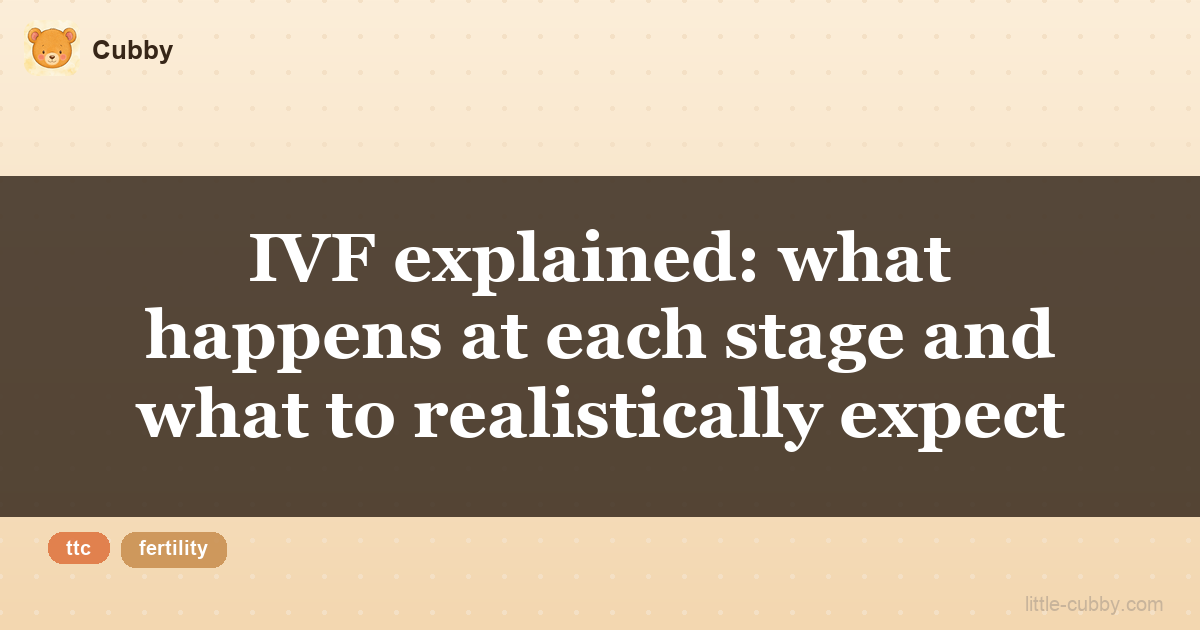 Cubby
IVF explained: what
happens at each stage and
what to realistically expect
ttc
fertility
little-cubby.com